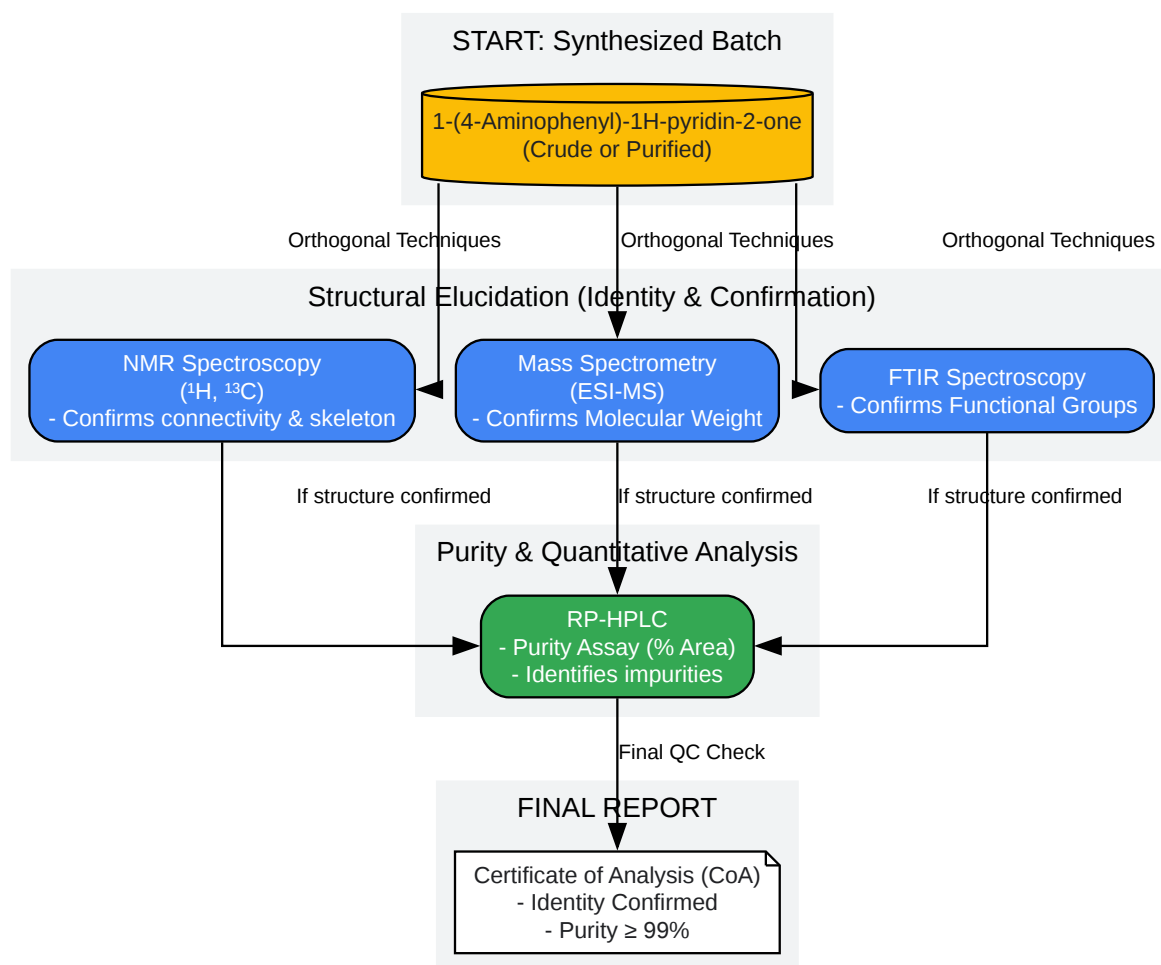 START: Synthesized Batch
1-(4-Aminophenyl)-1H-pyridin-2-one
(Crude or Purified)
Orthogonal Techniques
Orthogonal Techniques
Orthogonal Techniques
Structural Elucidation (Identity & Confirmation)
NMR Spectroscopy
(¹H, ¹³C)
- Confirms connectivity & skeleton
Mass Spectrometry
(ESI-MS)
- Confirms Molecular Weight
FTIR Spectroscopy
- Confirms Functional Groups
If structure confirmed
If structure confirmed
If structure confirmed
Purity & Quantitative Analysis
RP-HPLC
- Purity Assay (% Area)
- Identifies impurities
Final QC Check
FINAL REPORT
Certificate of Analysis (CoA)
- Identity Confirmed
- Purity ≥ 99%